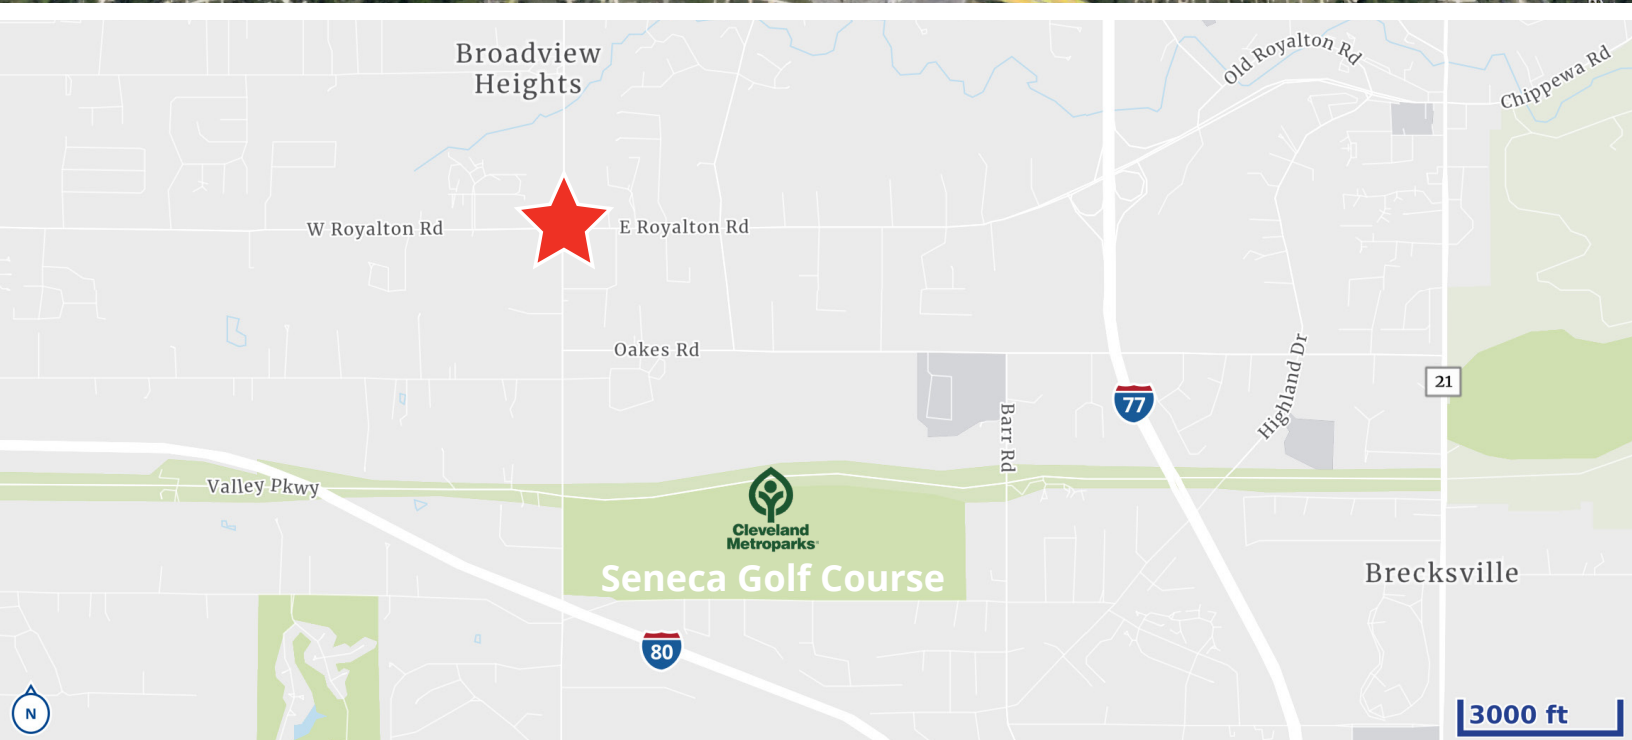 Broadview
Heights
Old Royalton Rd
Chippewa Rd
W Royalton Rd
E Royalton Rd
Oakes Rd
Highland Dr
21
77
Barr Rd
Valley Pkwy
Cleveland
Metroparks
Seneca Golf Course
Brecksville
80
N
3000 ft